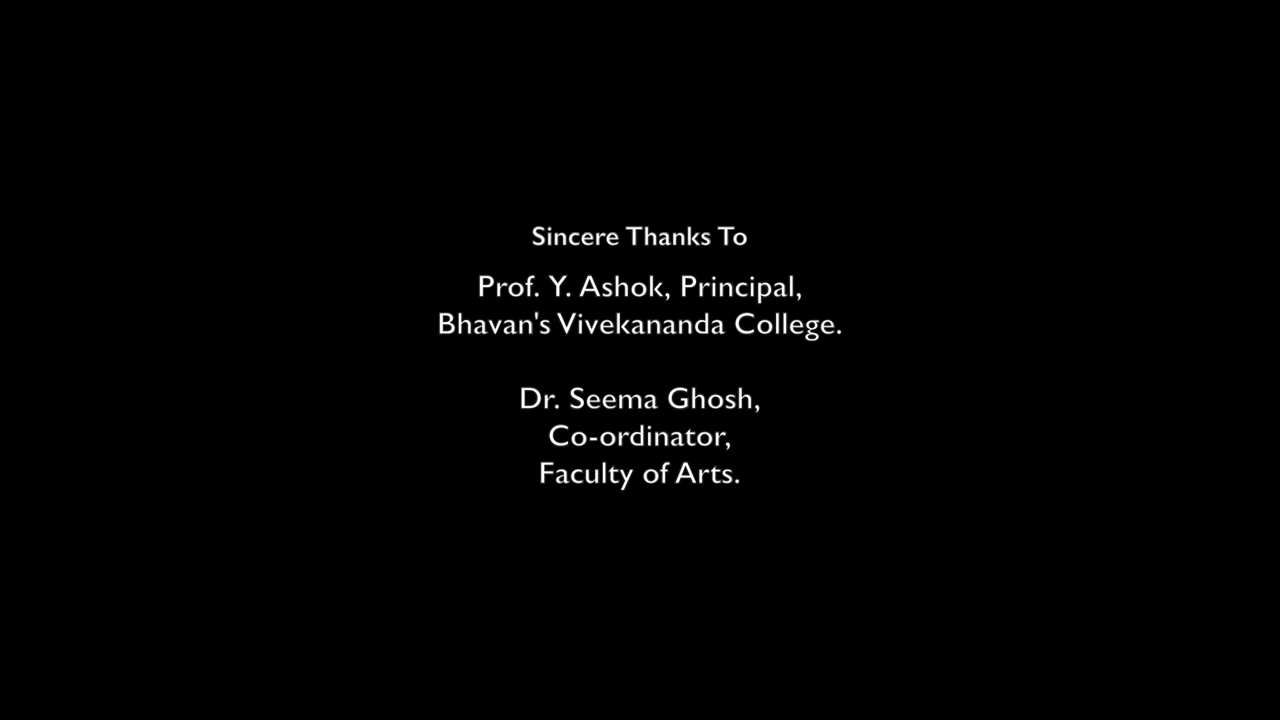 Sincere Thanks To
Prof. Y. Ashok, Principal,
Bhavan's Vivekananda College.
Dr. Seema Ghosh,
Co-ordinator,
Faculty of Arts.